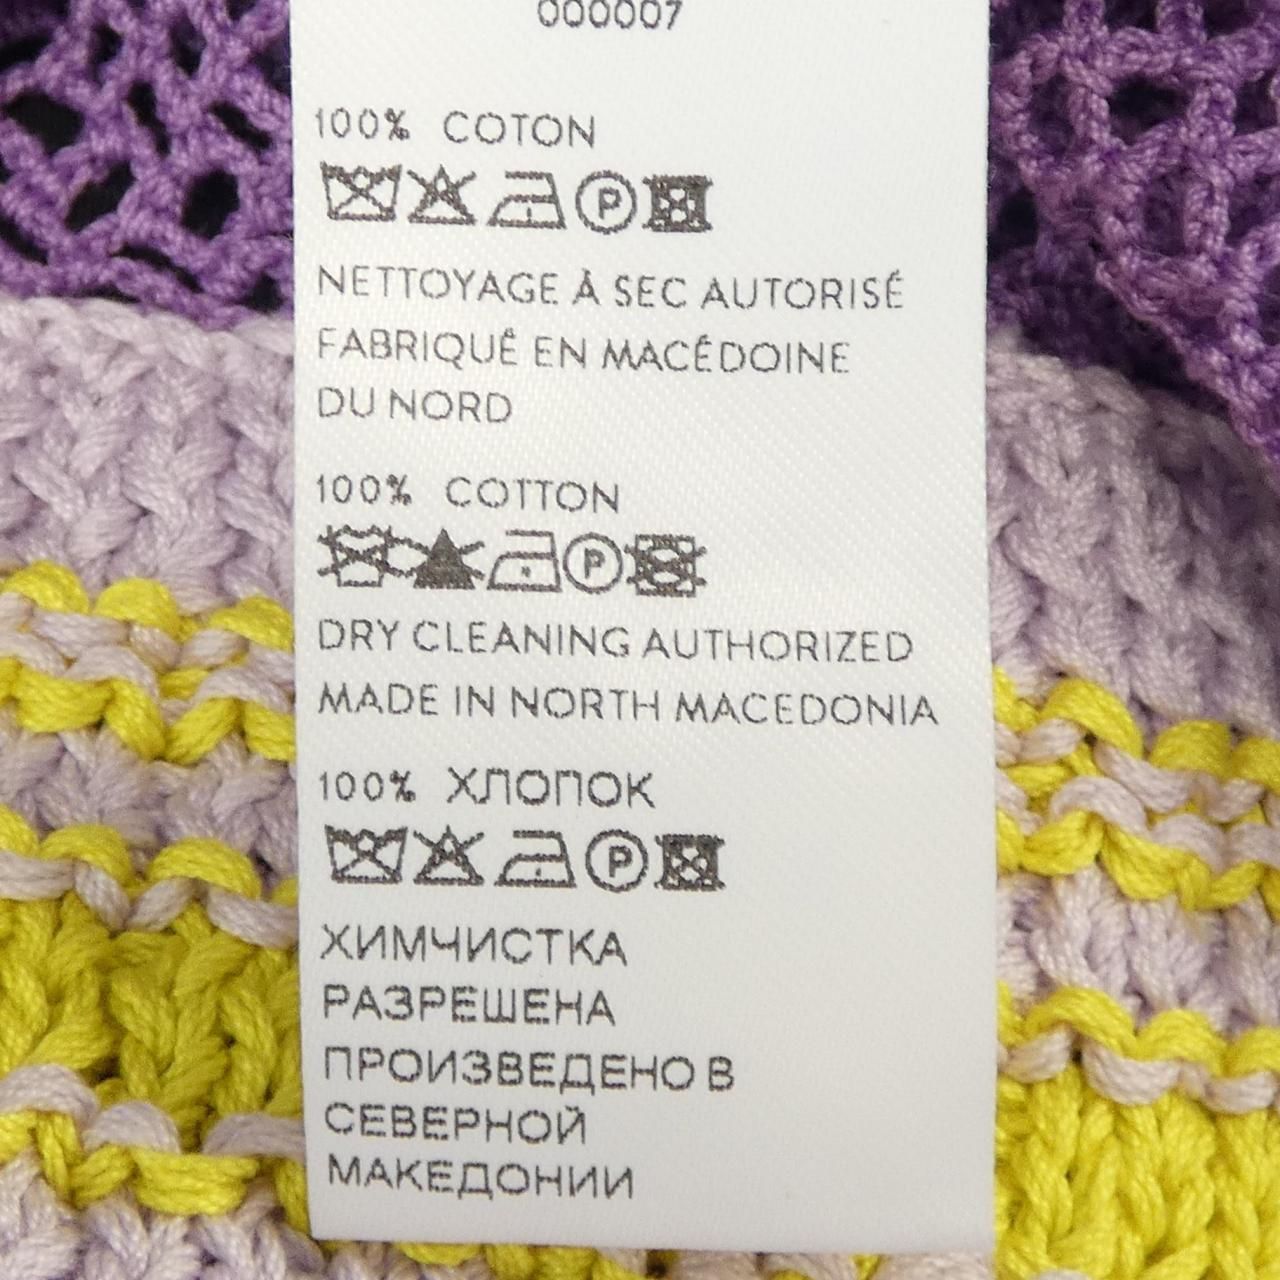 000007
100% COTON
NETTOYAGE À SEC AUTORISÉ
FABRIQUÉ EN MACÉDOINE
DU NORD
100% COTTON
DRY CLEANING AUTHORIZED
MADE IN NORTH MACEDONIA
100% ХЛОПОК
ХИМЧИСТКА
РАЗРЕШЕНА
ПРОИЗВЕДЕНО В
СЕВЕРНОЙ
МАКЕДОНИИ